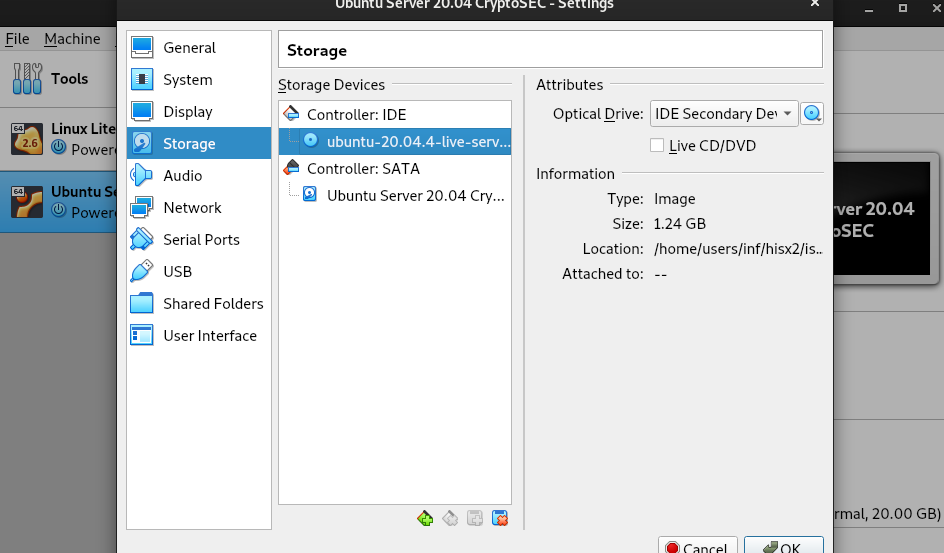 Ubuntu Server 20.04 CryptoSEC - Settings
File Machine
Tools
64 Linux Lite
2.6 Powere
64 Ubuntu Se
Powere
General
System
Display
Storage
Audio
Network
Serial Ports
USB
Shared Folders
User Interface
Storage
Storage Devices
Controller: IDE
ubuntu-20.04.4-live-serv...
Controller: SATA
Ubuntu Server 20.04 Cry...
Attributes
Optical Drive: IDE Secondary Dev
Live CD/DVD
Information
Type: Image
Size: 1.24 GB
Location: /home/users/inf/hisx2/is...
Attached to: --
rver 20.04
oSEC
rmal, 20.00 GB)
Cancel
OK